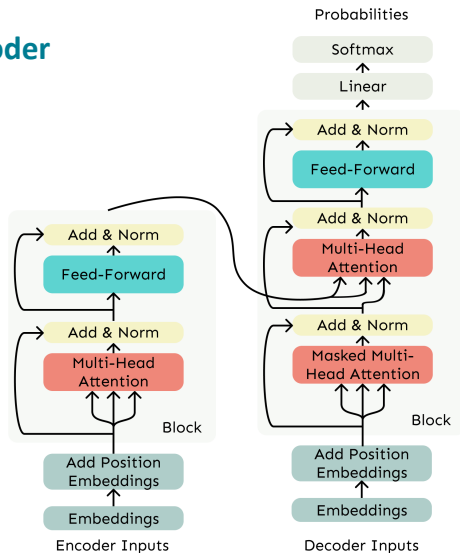 Probabilities
Softmax
Linear
Add & Norm
Feed-Forward
Add & Norm
Multi-Head
Attention
Add & Norm
Masked Multi-
Head Attention
Block
Add Position
Embeddings
Embeddings
Decoder Inputs
Add & Norm
Feed-Forward
Add & Norm
Multi-Head
Attention
Block
Add Position
Embeddings
Embeddings
Encoder Inputs